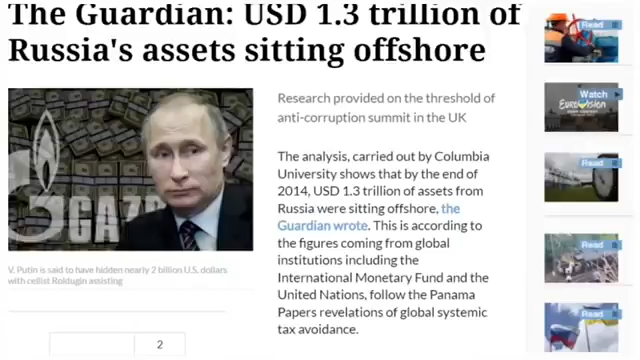 The Guardian: USD 1.3 trillion of
Russia's assets sitting offshore
GAZP
V. Putin is said to have hidden nearly 2 billion U.S. dollars
with cellist Roldugin assisting
2
Research provided on the threshold of
anti-corruption summit in the UK
The analysis, carried out by Columbia
University shows that by the end of
2014, USD 1.3 trillion of assets from
Russia were sitting offshore, the
Guardian wrote. This is according to
the figures coming from global
institutions including the
International Monetary Fund and the
United Nations, follow the Panama
Papers revelations of global systemic
tax avoidance.
Read
Watch
EUROVISION
Read
Read
Read